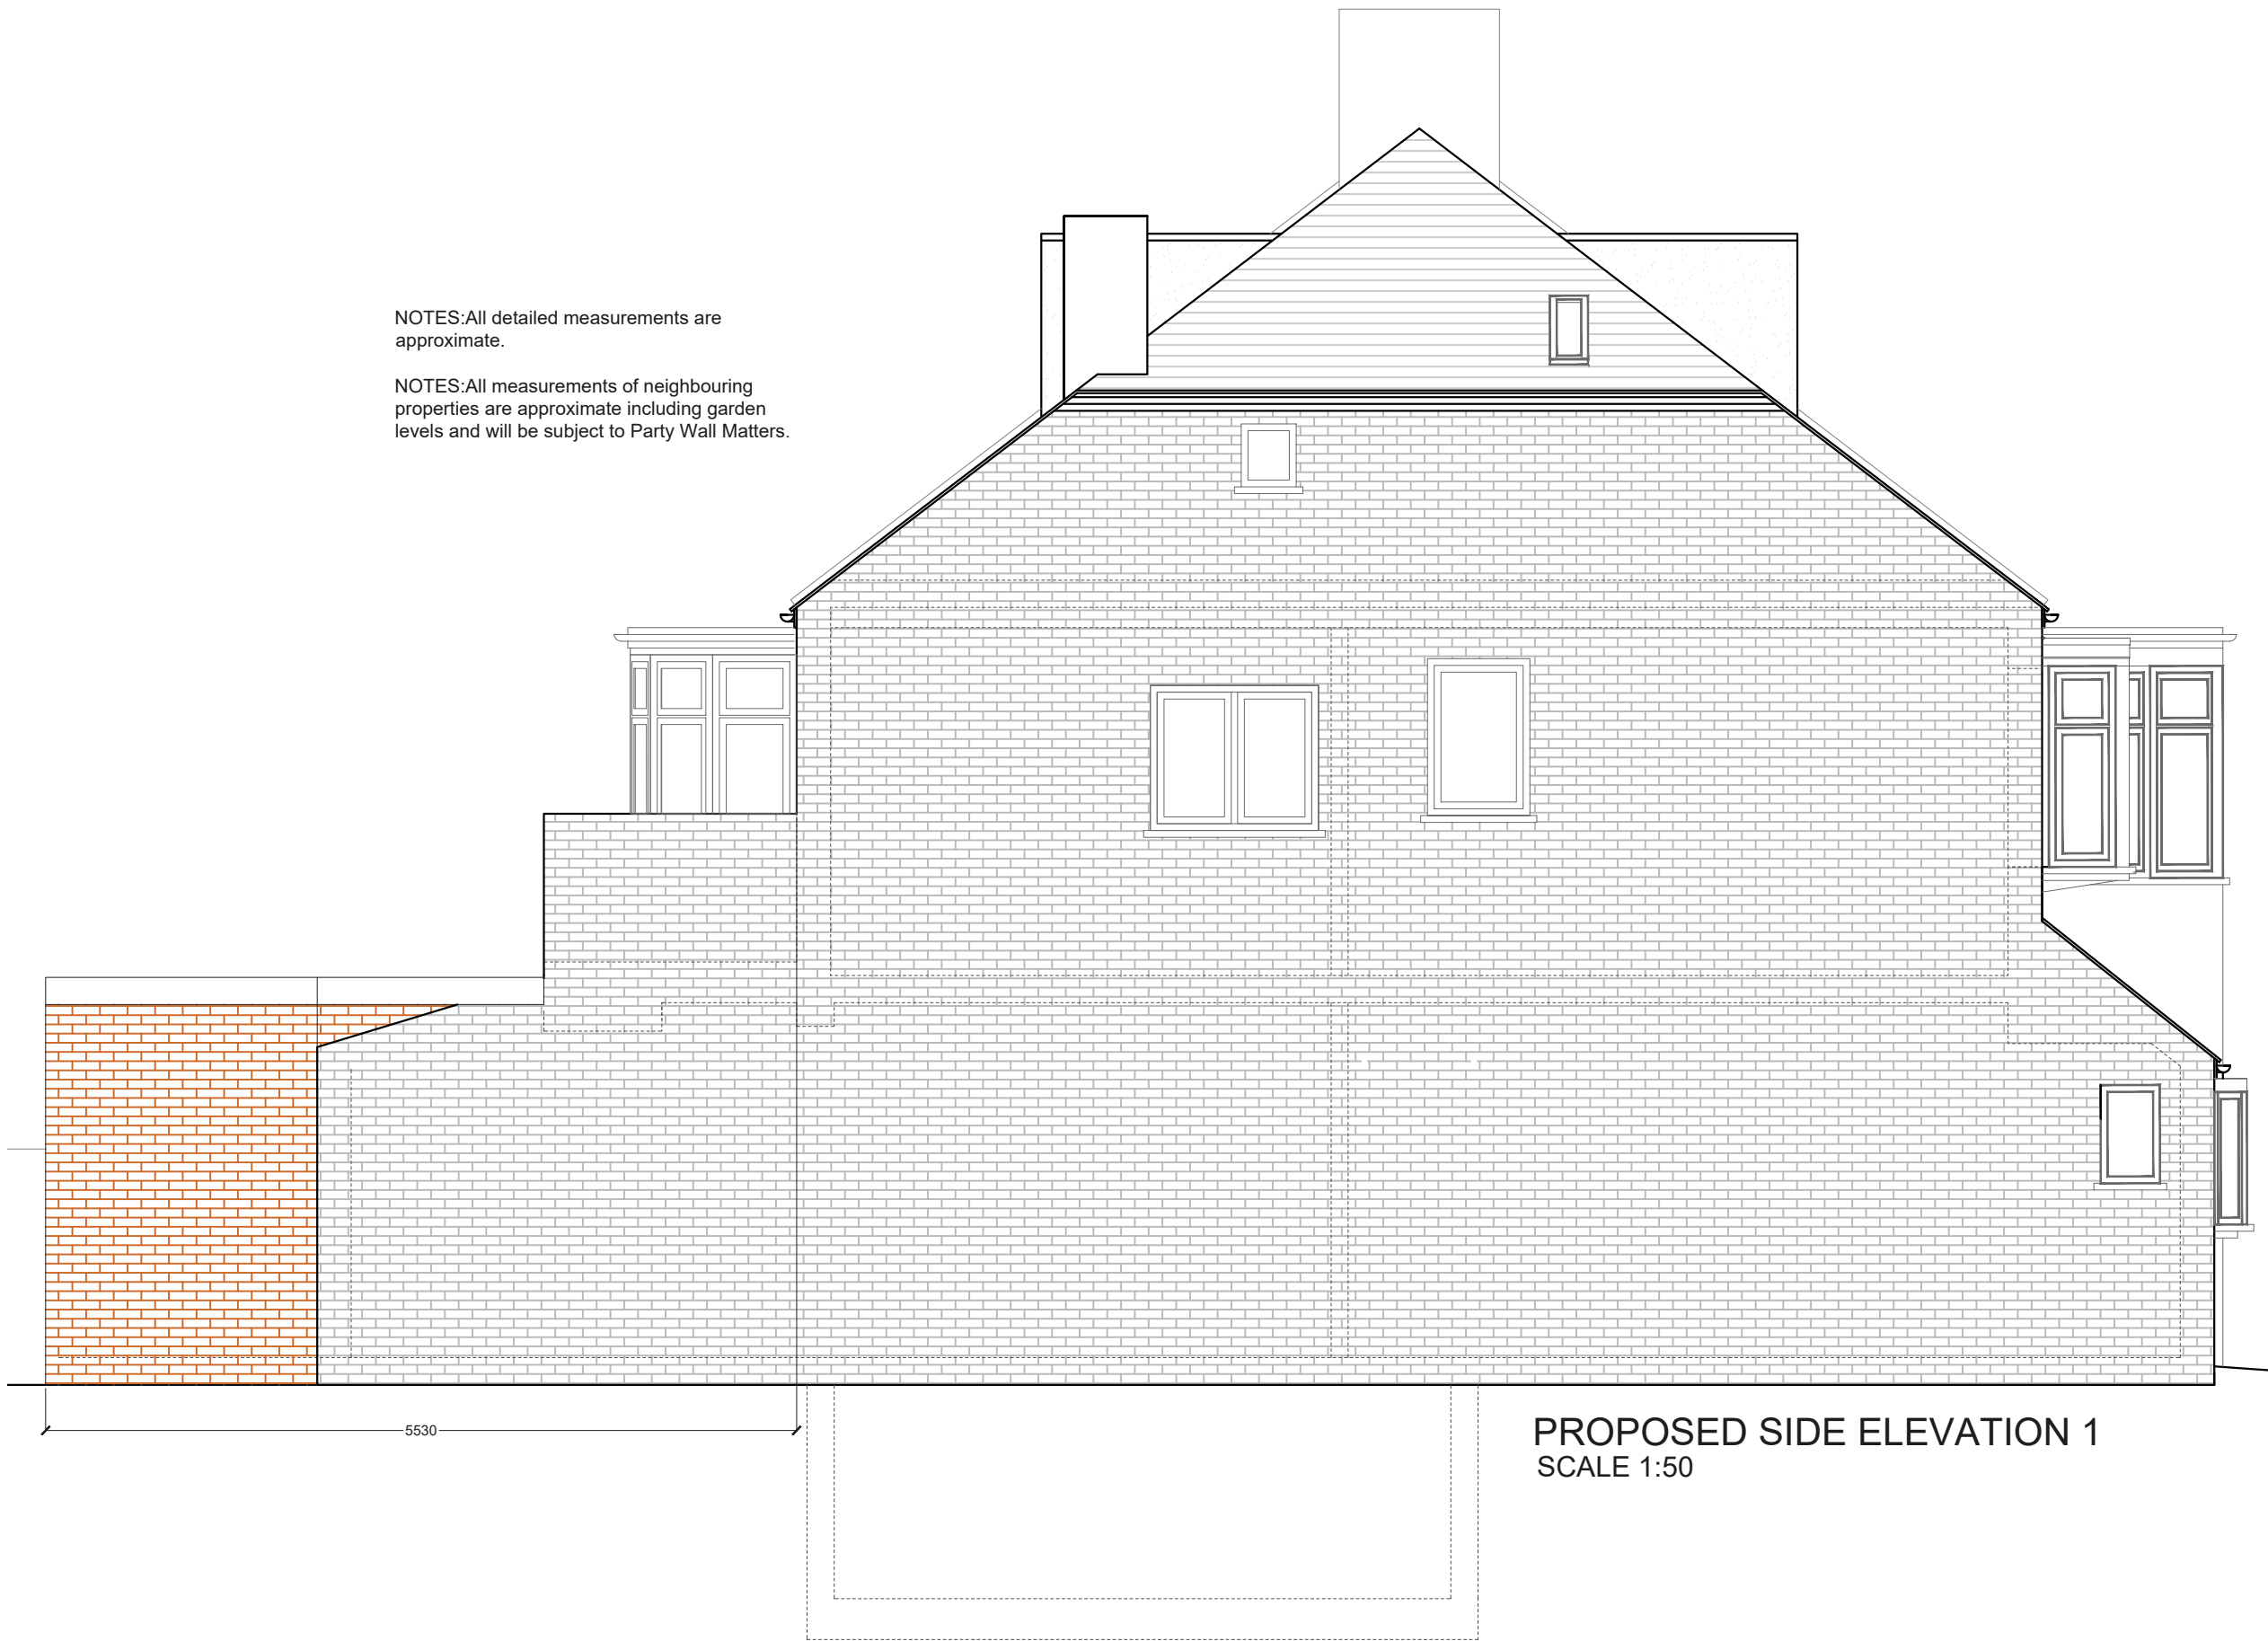 NOTES:All detailed measurements are
approximate.
NOTES:All measurements of neighbouring
properties are approximate including garden
levels and will be subject to Party Wall Matters.
5530
PROPOSED SIDE ELEVATION 1
SCALE 1:50